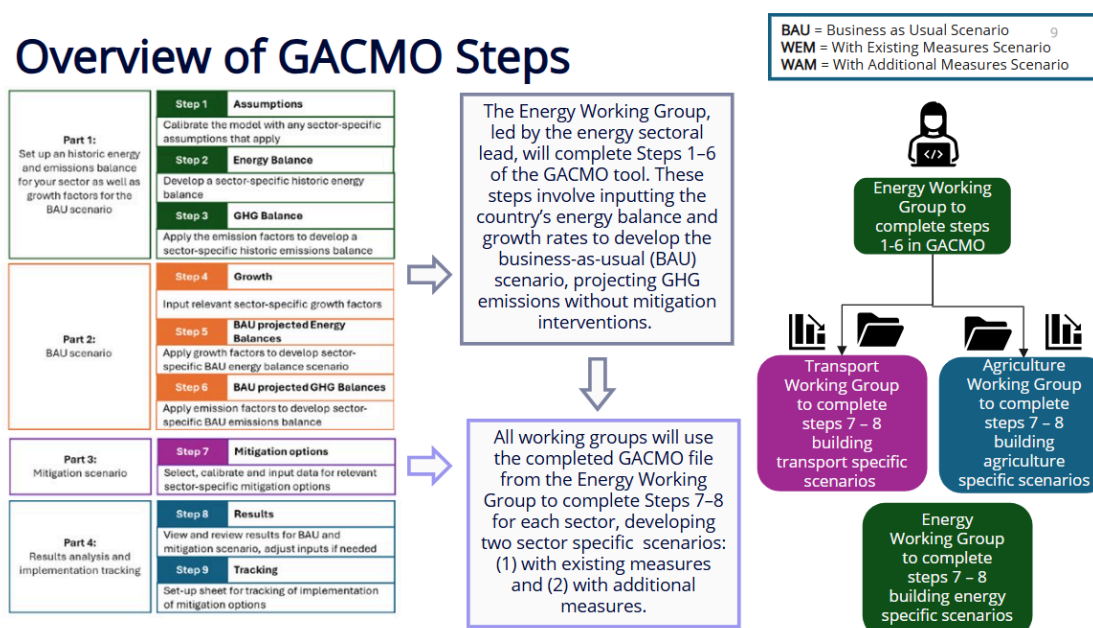 Overview of GACMO Steps
BAU = Business as Usual Scenario
9
WEM = With Existing Measures Scenario
WAM = With Additional Measures Scenario
Part 1:
Set up an historic energy
and emissions balance
for your sector as well as
growth factors for the
BAU scenario
Step 1 Assumptions
Calibrate the model with any sector-specific
assumptions that apply
Step 2 Energy Balance
Develop a sector-specific historic energy
balance
Step 3 GHG Balance
Apply the emission factors to develop a
sector-specific historic emissions balance
Part 2:
BAU scenario
Step 4 Growth
Input relevant sector-specific growth factors
Step 5 BAU projected Energy
Balances
Apply growth factors to develop sector-
specific BAU energy balance scenario
Step 6 BAU projected GHG Balances
Apply emission factors to develop sector-
specific BAU emissions balance
Part 3:
Mitigation scenario
Step 7 Mitigation options
Select, calibrate and input data for relevant
sector-specific mitigation options
Part 4:
Results analysis and
implementation tracking
Step 8 Results
View and review results for BAU and
mitigation scenario, adjust inputs if needed
Step 9 Tracking
Set-up sheet for tracking of implementation
of mitigation options
The Energy Working Group,
led by the energy sectoral
lead, will complete Steps 1–6
of the GACMO tool. These
steps involve inputting the
country's energy balance and
growth rates to develop the
business-as-usual (BAU)
scenario, projecting GHG
emissions without mitigation
interventions.
All working groups will use
the completed GACMO file
from the Energy Working
Group to complete Steps 7–8
for each sector, developing
two sector specific scenarios:
(1) with existing measures
and (2) with additional
measures.
</>
Energy Working
Group to
complete steps
1-6 in GACMO
Transport
Working Group
to complete
steps 7 – 8
building
transport specific
scenarios
Agriculture
Working Group
to complete
steps 7 – 8
building
agriculture
specific scenarios
Energy
Working Group
to complete
steps 7 – 8
building energy
specific scenarios